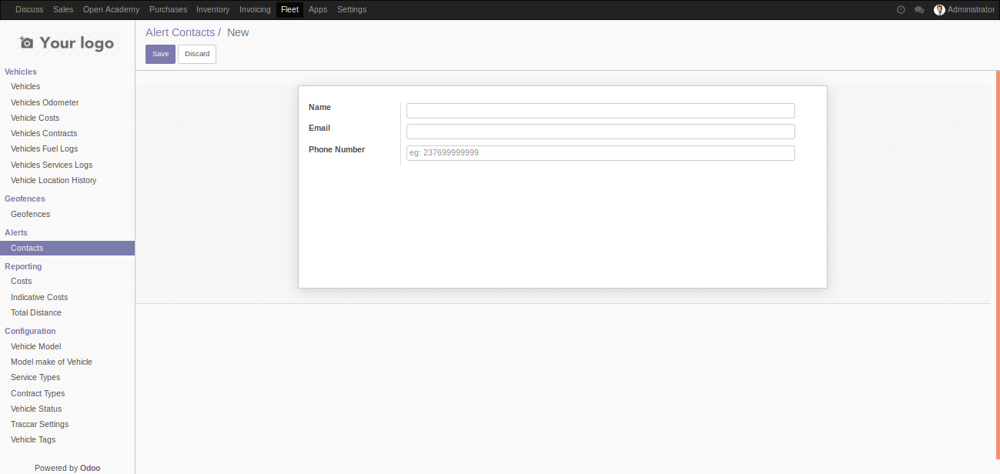 Discuss Sales Open Academy Purchases Inventory Invoicing Fleet Apps Settings Administrator
Your logo
Alert Contacts / New
Save Discard
Vehicles
Vehicles
Vehicles Odometer
Vehicle Costs
Vehicles Contracts
Vehicles Fuel Logs
Vehicles Services Logs
Vehicle Location History
Geofences
Geofences
Alerts
Contacts
Reporting
Costs
Indicative Costs
Total Distance
Configuration
Vehicle Model
Model make of Vehicle
Service Types
Contract Types
Vehicle Status
Traccar Settings
Vehicle Tags
Powered by Odoo
Name
Email
Phone Number eg: 237699999999